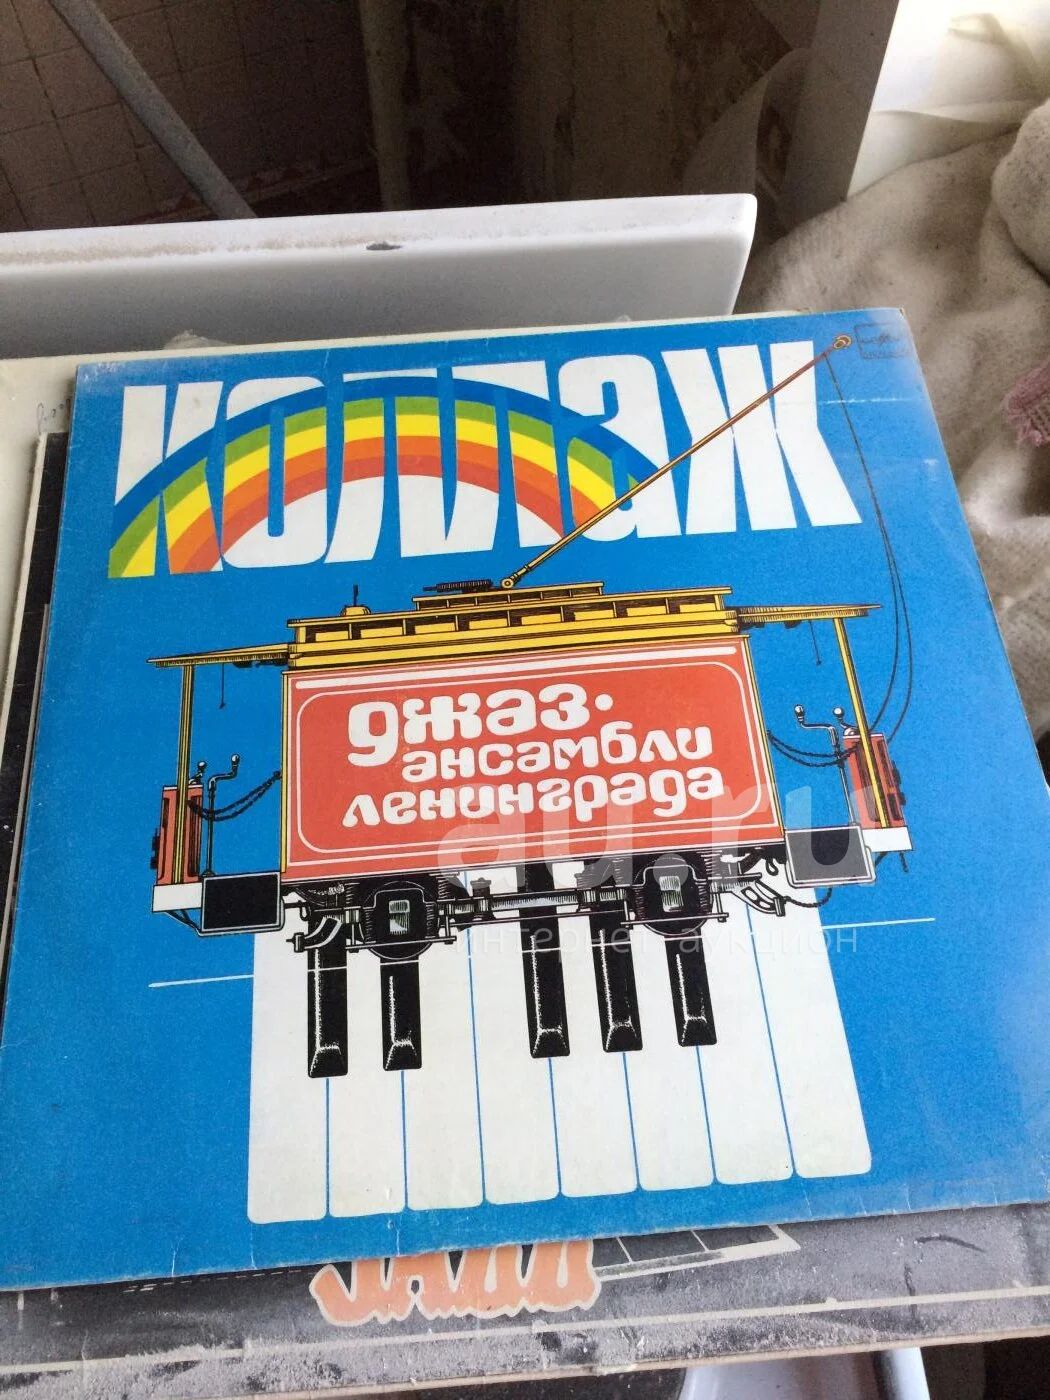 коллаж
джаз-
ансамбли
ленинграда
au.ru
интернет аукцион